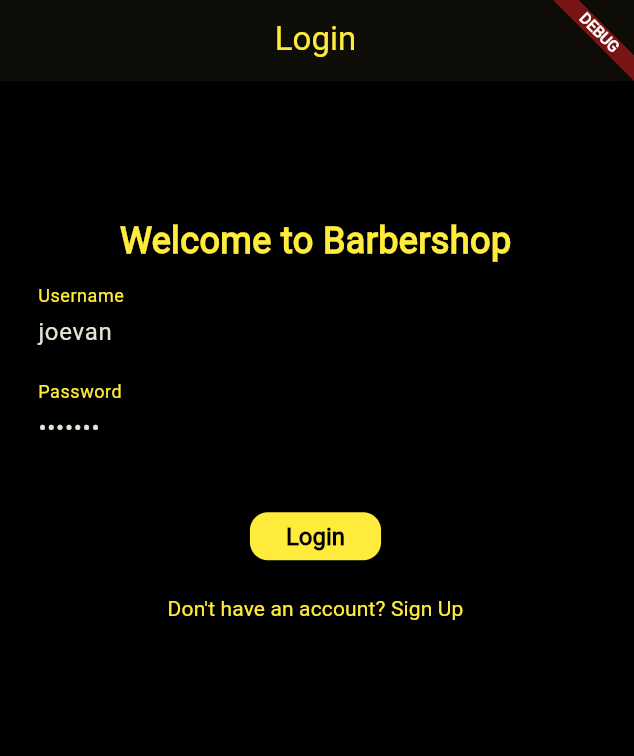 Login
DEBUG
Welcome to Barbershop
Username
joevan
Password
•••••••
Login
Don't have an account? Sign Up